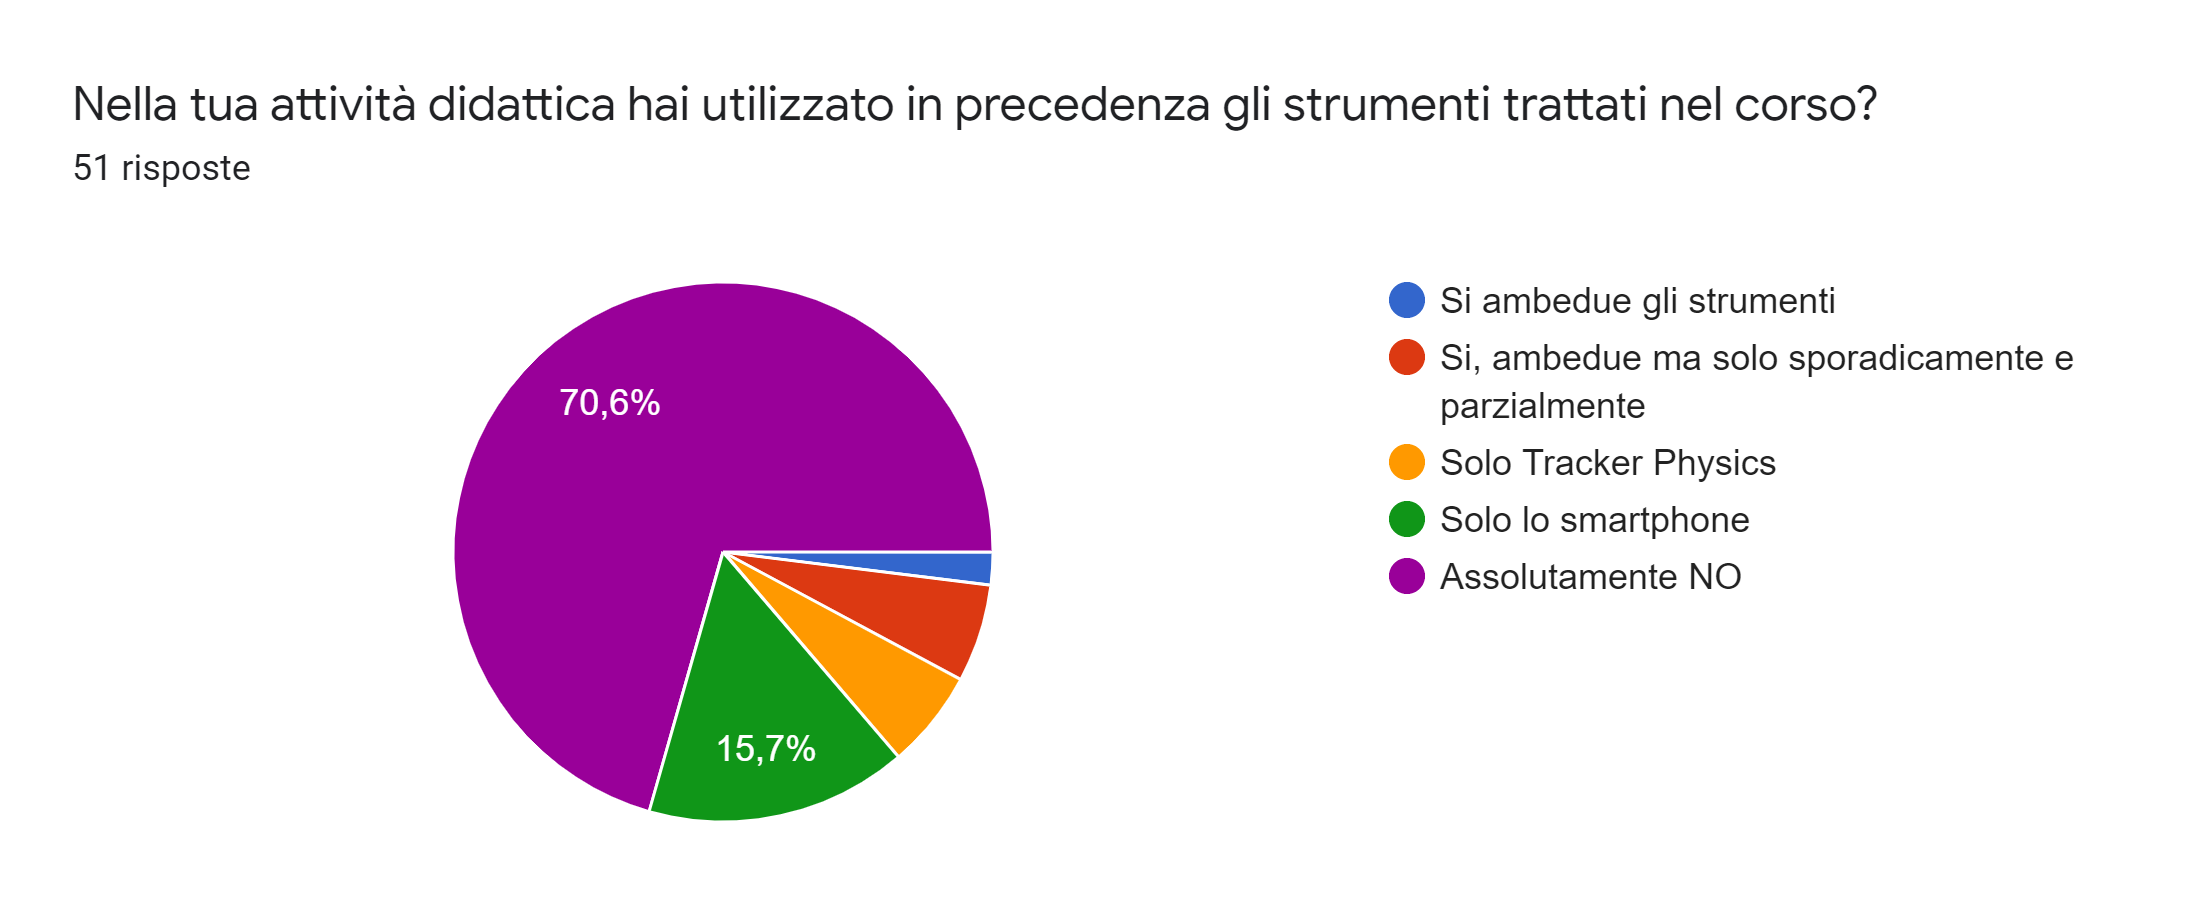 Nella tua attività didattica hai utilizzato in precedenza gli strumenti trattati nel corso?
51 risposte
70,6%
15,7%
Si ambedue gli strumenti
Si, ambedue ma solo sporadicamente e
parzialmente
Solo Tracker Physics
Solo lo smartphone
Assolutamente NO